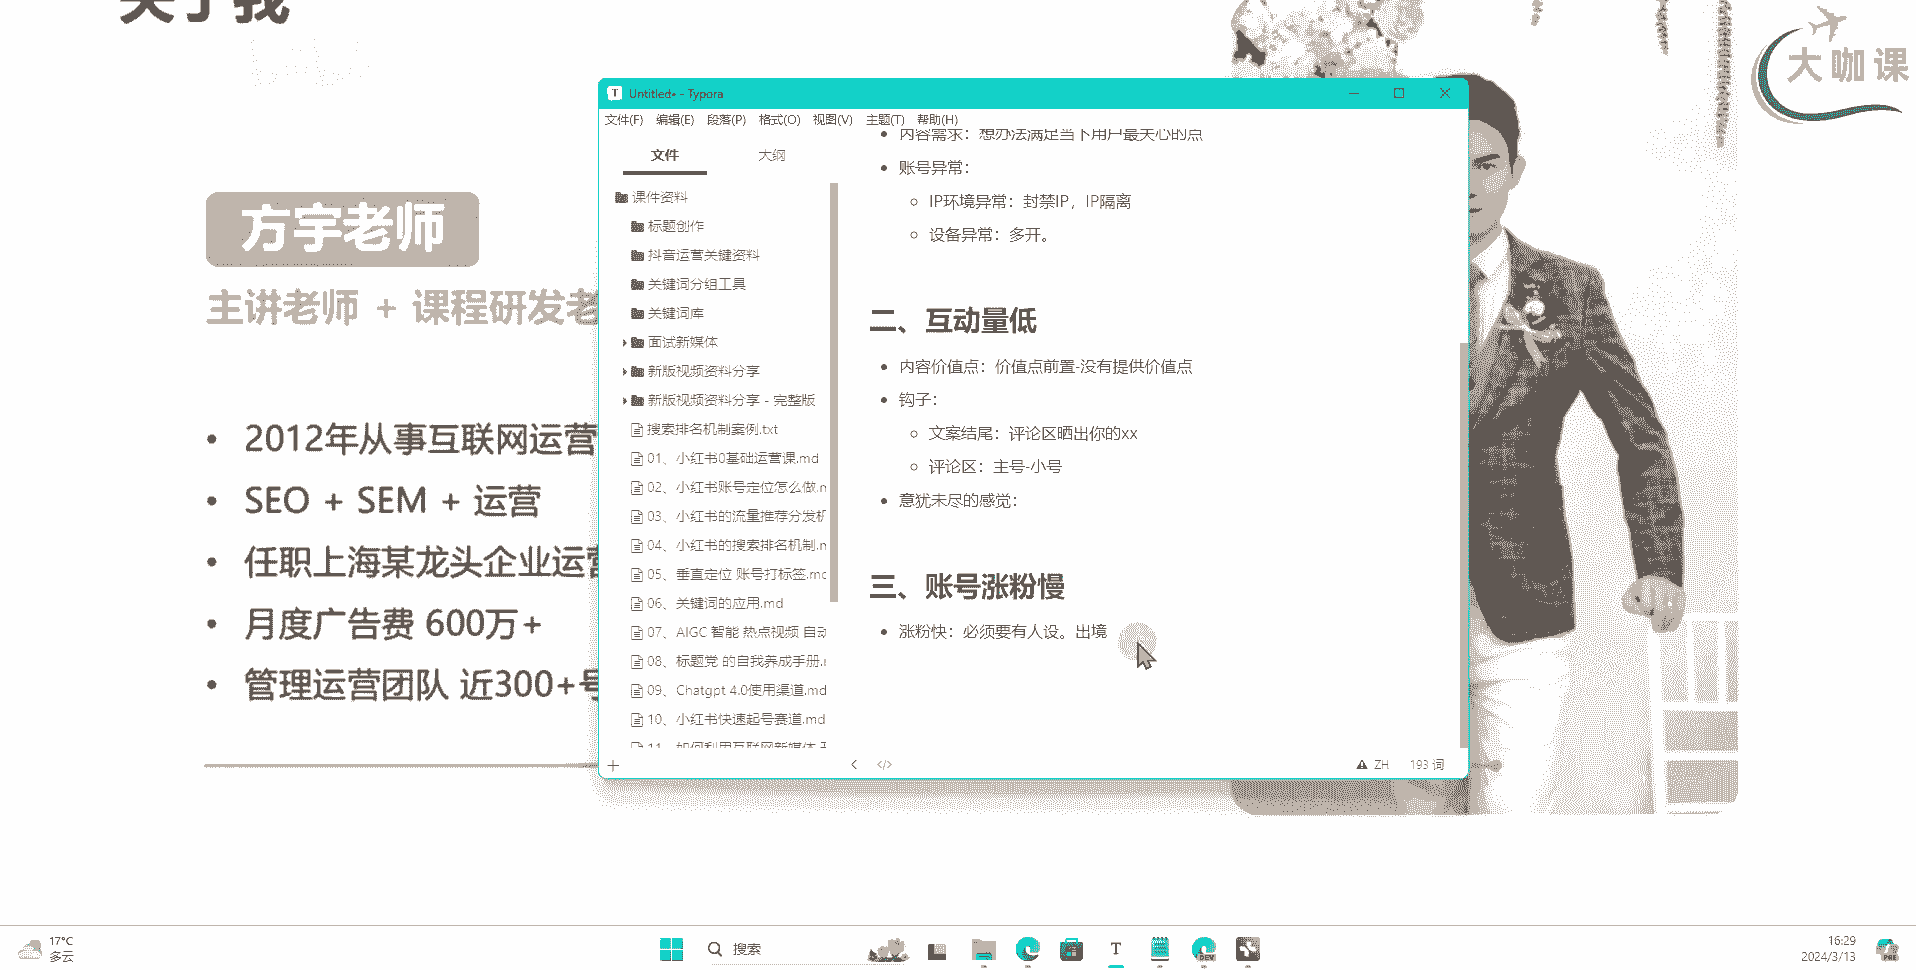 关于我
大咖课
方宇老师
主讲老师 + 课程研发老
2012年从事互联网运营
SEO + SEM + 运营
任职上海某龙头企业运营
月度广告费 600万+
管理运营团队 近300+号
Untitled• - Typora
文件(F) 编辑(E) 段落(P) 格式(O) 视图(V) 主题(T) 帮助(H)
文件 大纲
课件资料
标题创作
抖音运营关键资料
关键词分组工具
关键词库
面试新媒体
新版视频资料分享
新版视频资料分享 - 完整版
搜索排名机制案例.txt
01、小红书0基础运营课.md
02、小红书账号定位怎么做.m
03、小红书的流量推荐分发机
04、小红书的搜索排名机制.m
05、垂直定位 账号打标签.md
06、关键词的应用.md
07、AIGC 智能 热点视频 自动
08、标题党 的自我养成手册.m
09、Chatgpt 4.0使用渠道.md
10、小红书快速起号赛道.md
11、如何利用互联网新媒体
内容需求：想办法满足当下用户最关心的点
账号异常：
IP环境异常：封禁IP，IP隔离
设备异常：多开。
二、互动量低
内容价值点：价值点前置-没有提供价值点
钩子：
文案结尾：评论区晒出你的xx
评论区：主号-小号
意犹未尽的感觉：
三、账号涨粉慢
涨粉快：必须要有人设。出境
ZH 193 词
17°C
多云
搜索
T
DEV
PRE
16:29
2024/3/13